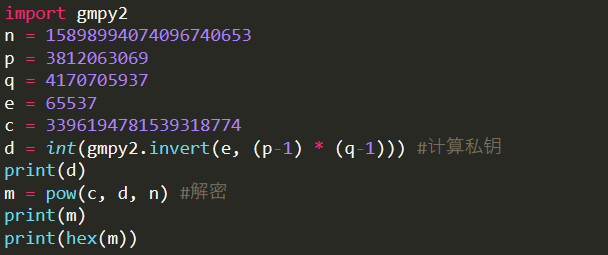 import gmpy2
n = 15898994074096740653
p = 3812063069
q = 4170705937
e = 65537
c = 3396194781539318774
d = int(gmpy2.invert(e, (p-1) * (q-1))) #计算私钥
print(d)
m = pow(c, d, n) #解密
print(m)
print(hex(m))